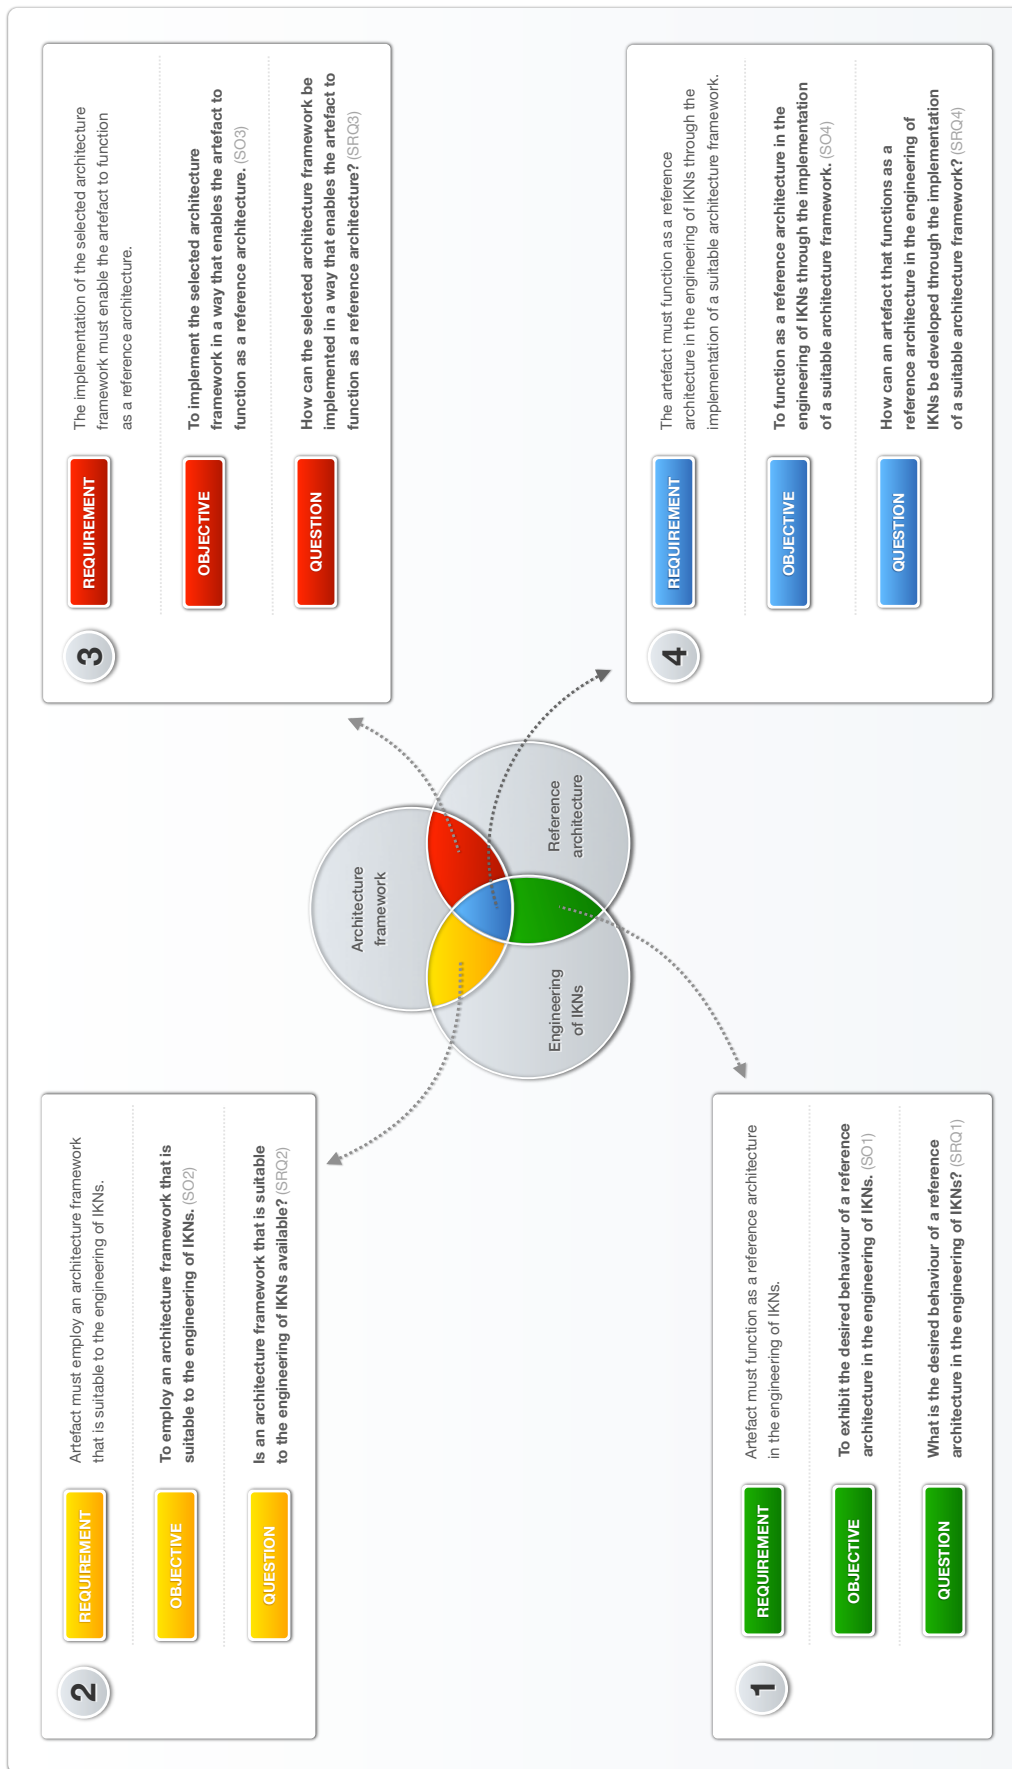 2
REQUIREMENT
Artefact must employ an architecture framework
that is suitable to the engineering of IKNs.
OBJECTIVE
To employ an architecture framework that is
suitable to the engineering of IKNs. (SO2)
QUESTION
Is an architecture framework that is suitable
to the engineering of IKNs available? (SRQ2)
3
REQUIREMENT
The implementation of the selected architecture
framework must enable the artefact to function
as a reference architecture.
OBJECTIVE
To implement the selected architecture
framework in a way that enables the artefact to
function as a reference architecture. (SO3)
QUESTION
How can the selected architecture framework be
implemented in a way that enables the artefact to
function as a reference architecture? (SRQ3)
Architecture
framework
Engineering
of IKNs
Reference
architecture
1
REQUIREMENT
Artefact must function as a reference architecture
in the engineering of IKNs.
OBJECTIVE
To exhibit the desired behaviour of a reference
architecture in the engineering of IKNs. (SO1)
QUESTION
What is the desired behaviour of a reference
architecture in the engineering of IKNs? (SRQ1)
4
REQUIREMENT
The artefact must function as a reference
architecture in the engineering of IKNs through the
implementation of a suitable architecture framework.
OBJECTIVE
To function as a reference architecture in the
engineering of IKNs through the implementation
of a suitable architecture framework. (SO4)
QUESTION
How can an artefact that functions as a
reference architecture in the engineering of
IKNs be developed through the implementation
of a suitable architecture framework? (SRQ4)